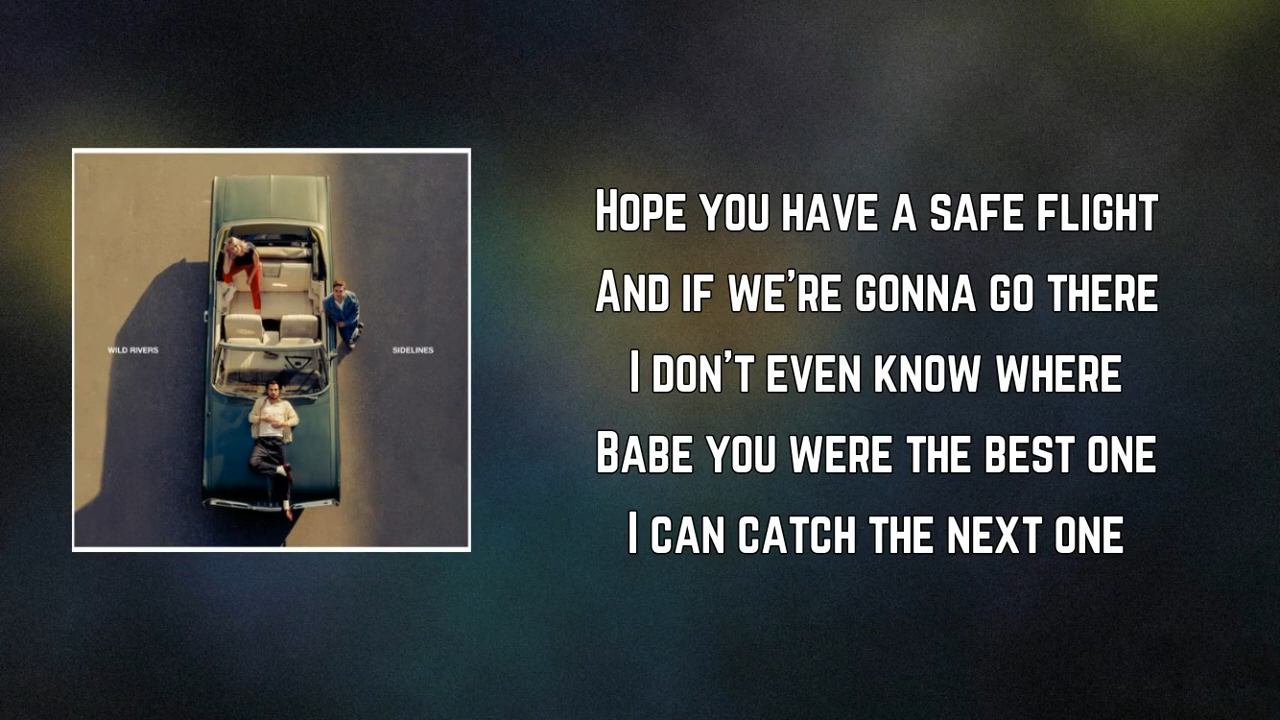 WILD RIVERS
SIDELINES
HOPE YOU HAVE A SAFE FLIGHT
AND IF WE'RE GONNA GO THERE
I DON'T EVEN KNOW WHERE
BABE YOU WERE THE BEST ONE
I CAN CATCH THE NEXT ONE